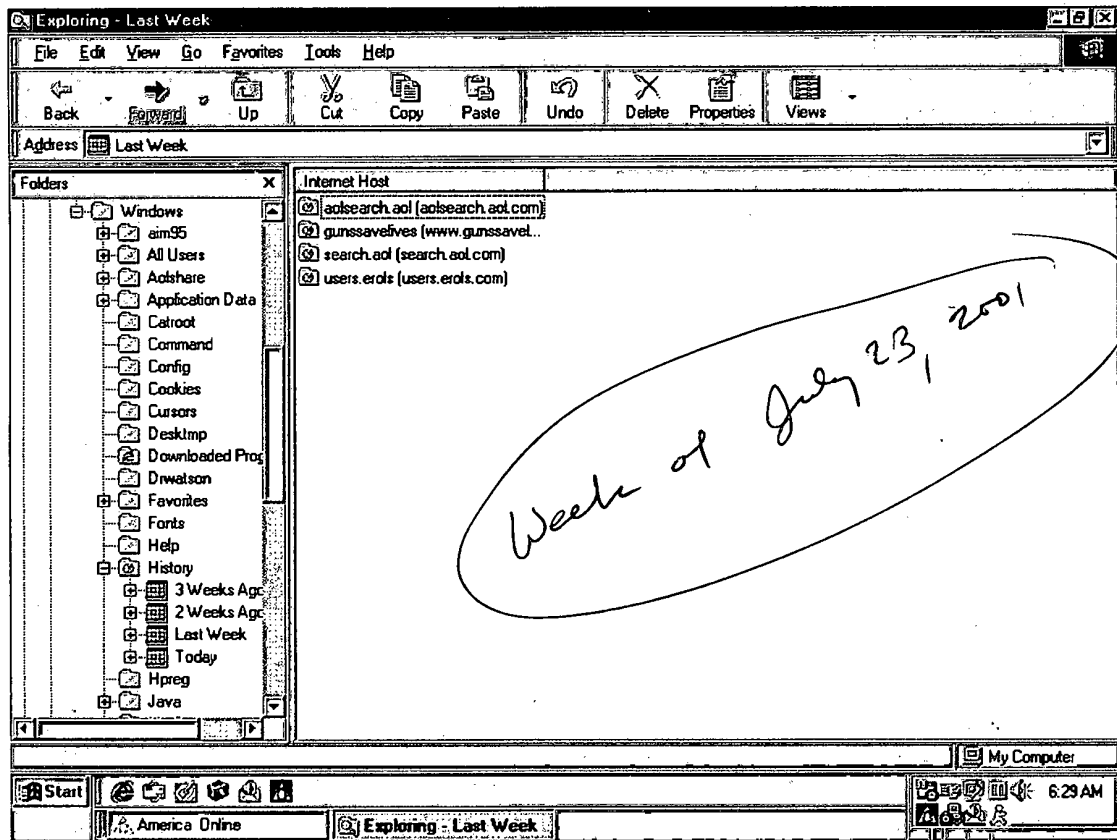 Exploring - Last Week
File Edit View Go Favorites Tools Help
Back Forward Up Cut Copy Paste Undo Delete Properties Views
Address Last Week
Folders
Internet Host
Windows
aim95
All Users
Aolshare
Application Data
Catroot
Command
Config
Cookies
Cursors
Desktmp
Downloaded Prog
Drwatson
Favorites
Fonts
Help
History
3 Weeks Ago
2 Weeks Ago
Last Week
Today
Hpreg
Java
aolsearch.aol (aolsearch.aol.com)
gunssavelives (www.gunssavel...
search.aol (search.aol.com)
users.erols (users.erols.com)
Week of July 23, 2001
My Computer
Start 6:29 AM
America Online Exploring - Last Week